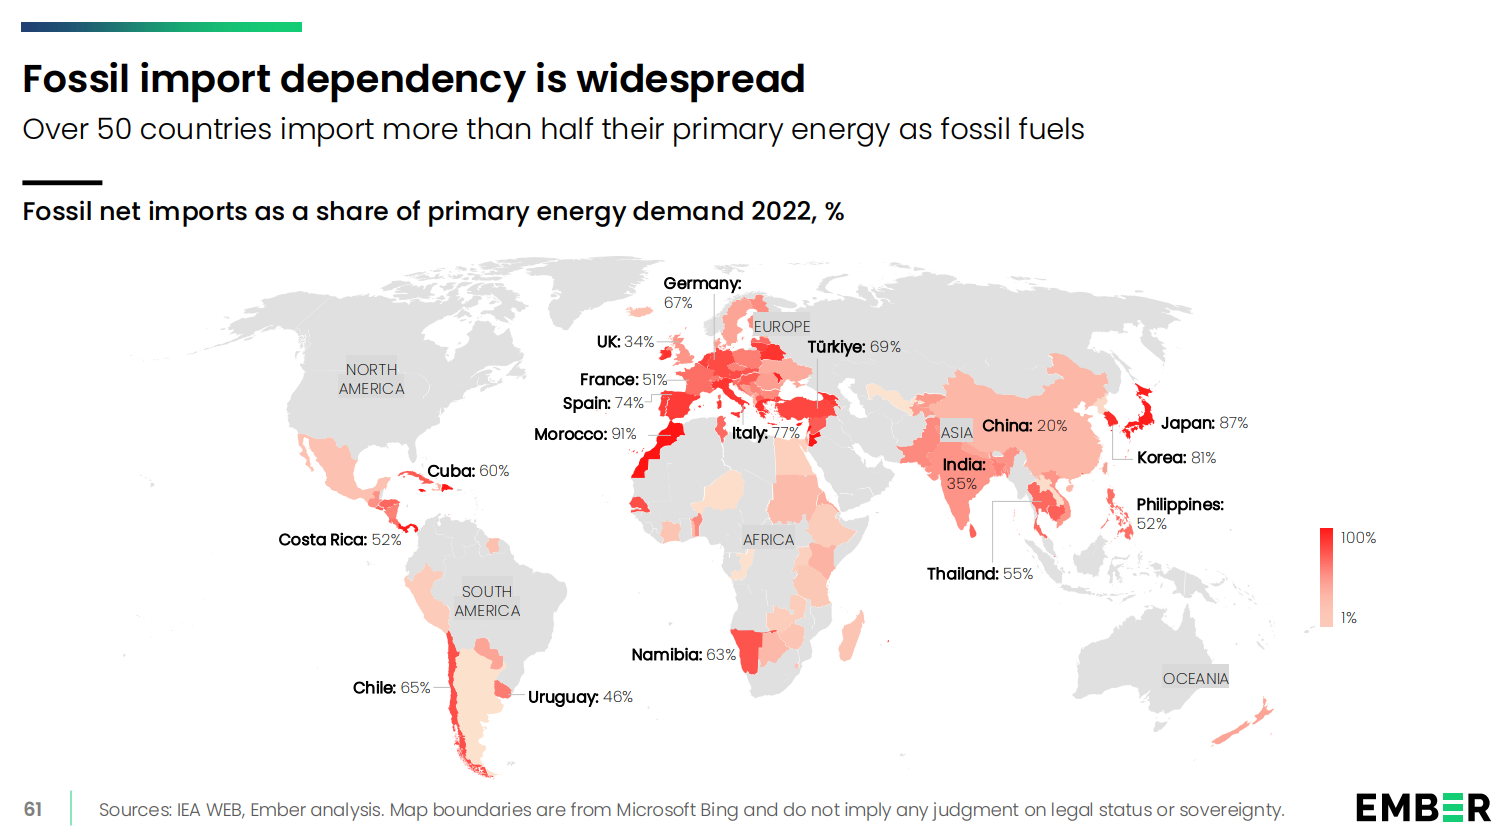 Fossil import dependency is widespread
Over 50 countries import more than half their primary energy as fossil fuels
Fossil net imports as a share of primary energy demand 2022, %
Germany:
67%
EUROPE
UK: 34%
Türkiye: 69%
NORTH
AMERICA
France: 51%
Spain: 74%
Morocco: 91%
Italy: 77%
ASIA
China: 20%
Japan: 87%
Korea: 81%
India:
35%
Cuba: 60%
Philippines:
52%
Costa Rica: 52%
AFRICA
Thailand: 55%
100%
1%
SOUTH
AMERICA
Namibia: 63%
OCEANIA
Chile: 65%
Uruguay: 46%
61
Sources: IEA WEB, Ember analysis. Map boundaries are from Microsoft Bing and do not imply any judgment on legal status or sovereignty.
EMBER